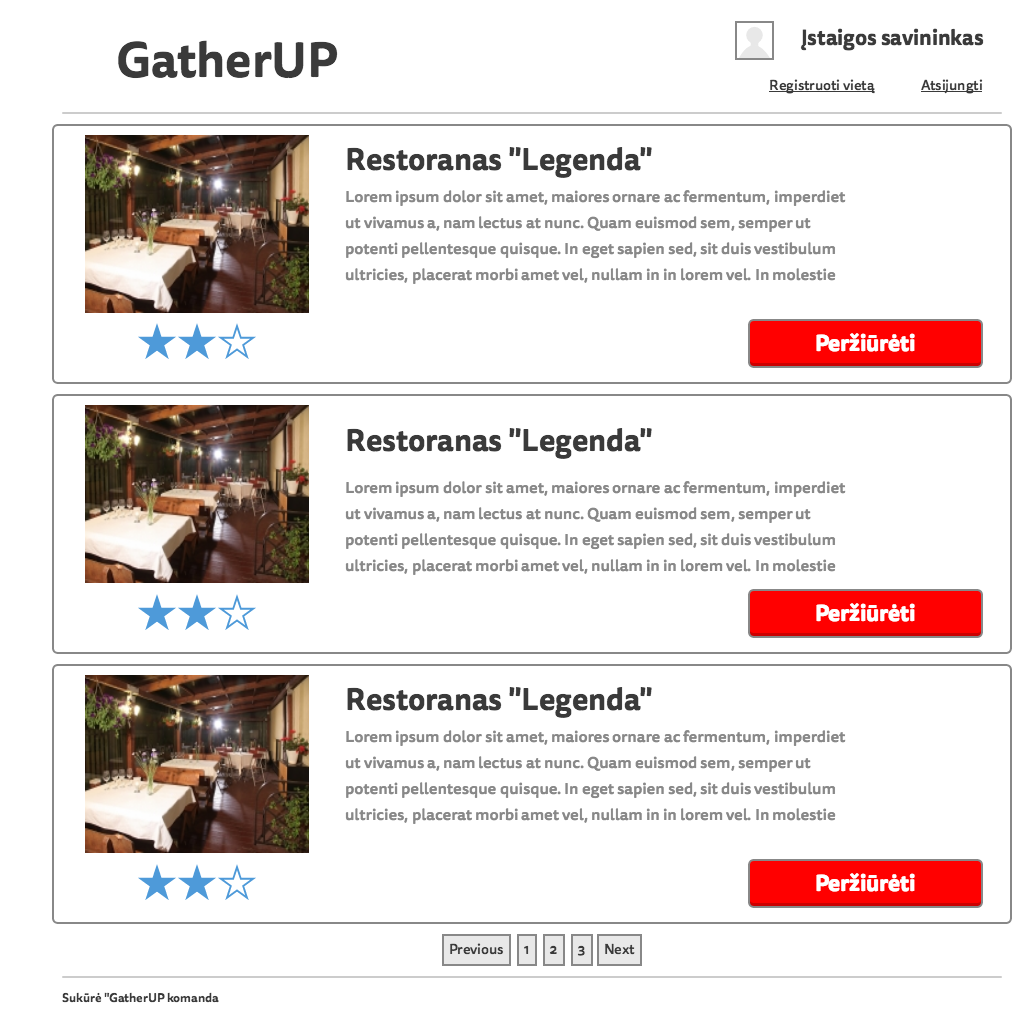 GatherUP
Įstaigos savininkas
Registruoti vietą
Atsijungti
Restoranas "Legenda"
Lorem ipsum dolor sit amet, maiores ornare ac fermentum, imperdiet
ut vivamus a, nam lectus at nunc. Quam euismod sem, semper ut
potenti pellentesque quisque. In eget sapien sed, sit duis vestibulum
ultricies, placerat morbi amet vel, nullam in in lorem vel. In molestie
Peržiūrėti
Restoranas "Legenda"
Lorem ipsum dolor sit amet, maiores ornare ac fermentum, imperdiet
ut vivamus a, nam lectus at nunc. Quam euismod sem, semper ut
potenti pellentesque quisque. In eget sapien sed, sit duis vestibulum
ultricies, placerat morbi amet vel, nullam in in lorem vel. In molestie
Peržiūrėti
Restoranas "Legenda"
Lorem ipsum dolor sit amet, maiores ornare ac fermentum, imperdiet
ut vivamus a, nam lectus at nunc. Quam euismod sem, semper ut
potenti pellentesque quisque. In eget sapien sed, sit duis vestibulum
ultricies, placerat morbi amet vel, nullam in in lorem vel. In molestie
Peržiūrėti
Previous 1 2 3 Next
Sukūrė "GatherUP komanda